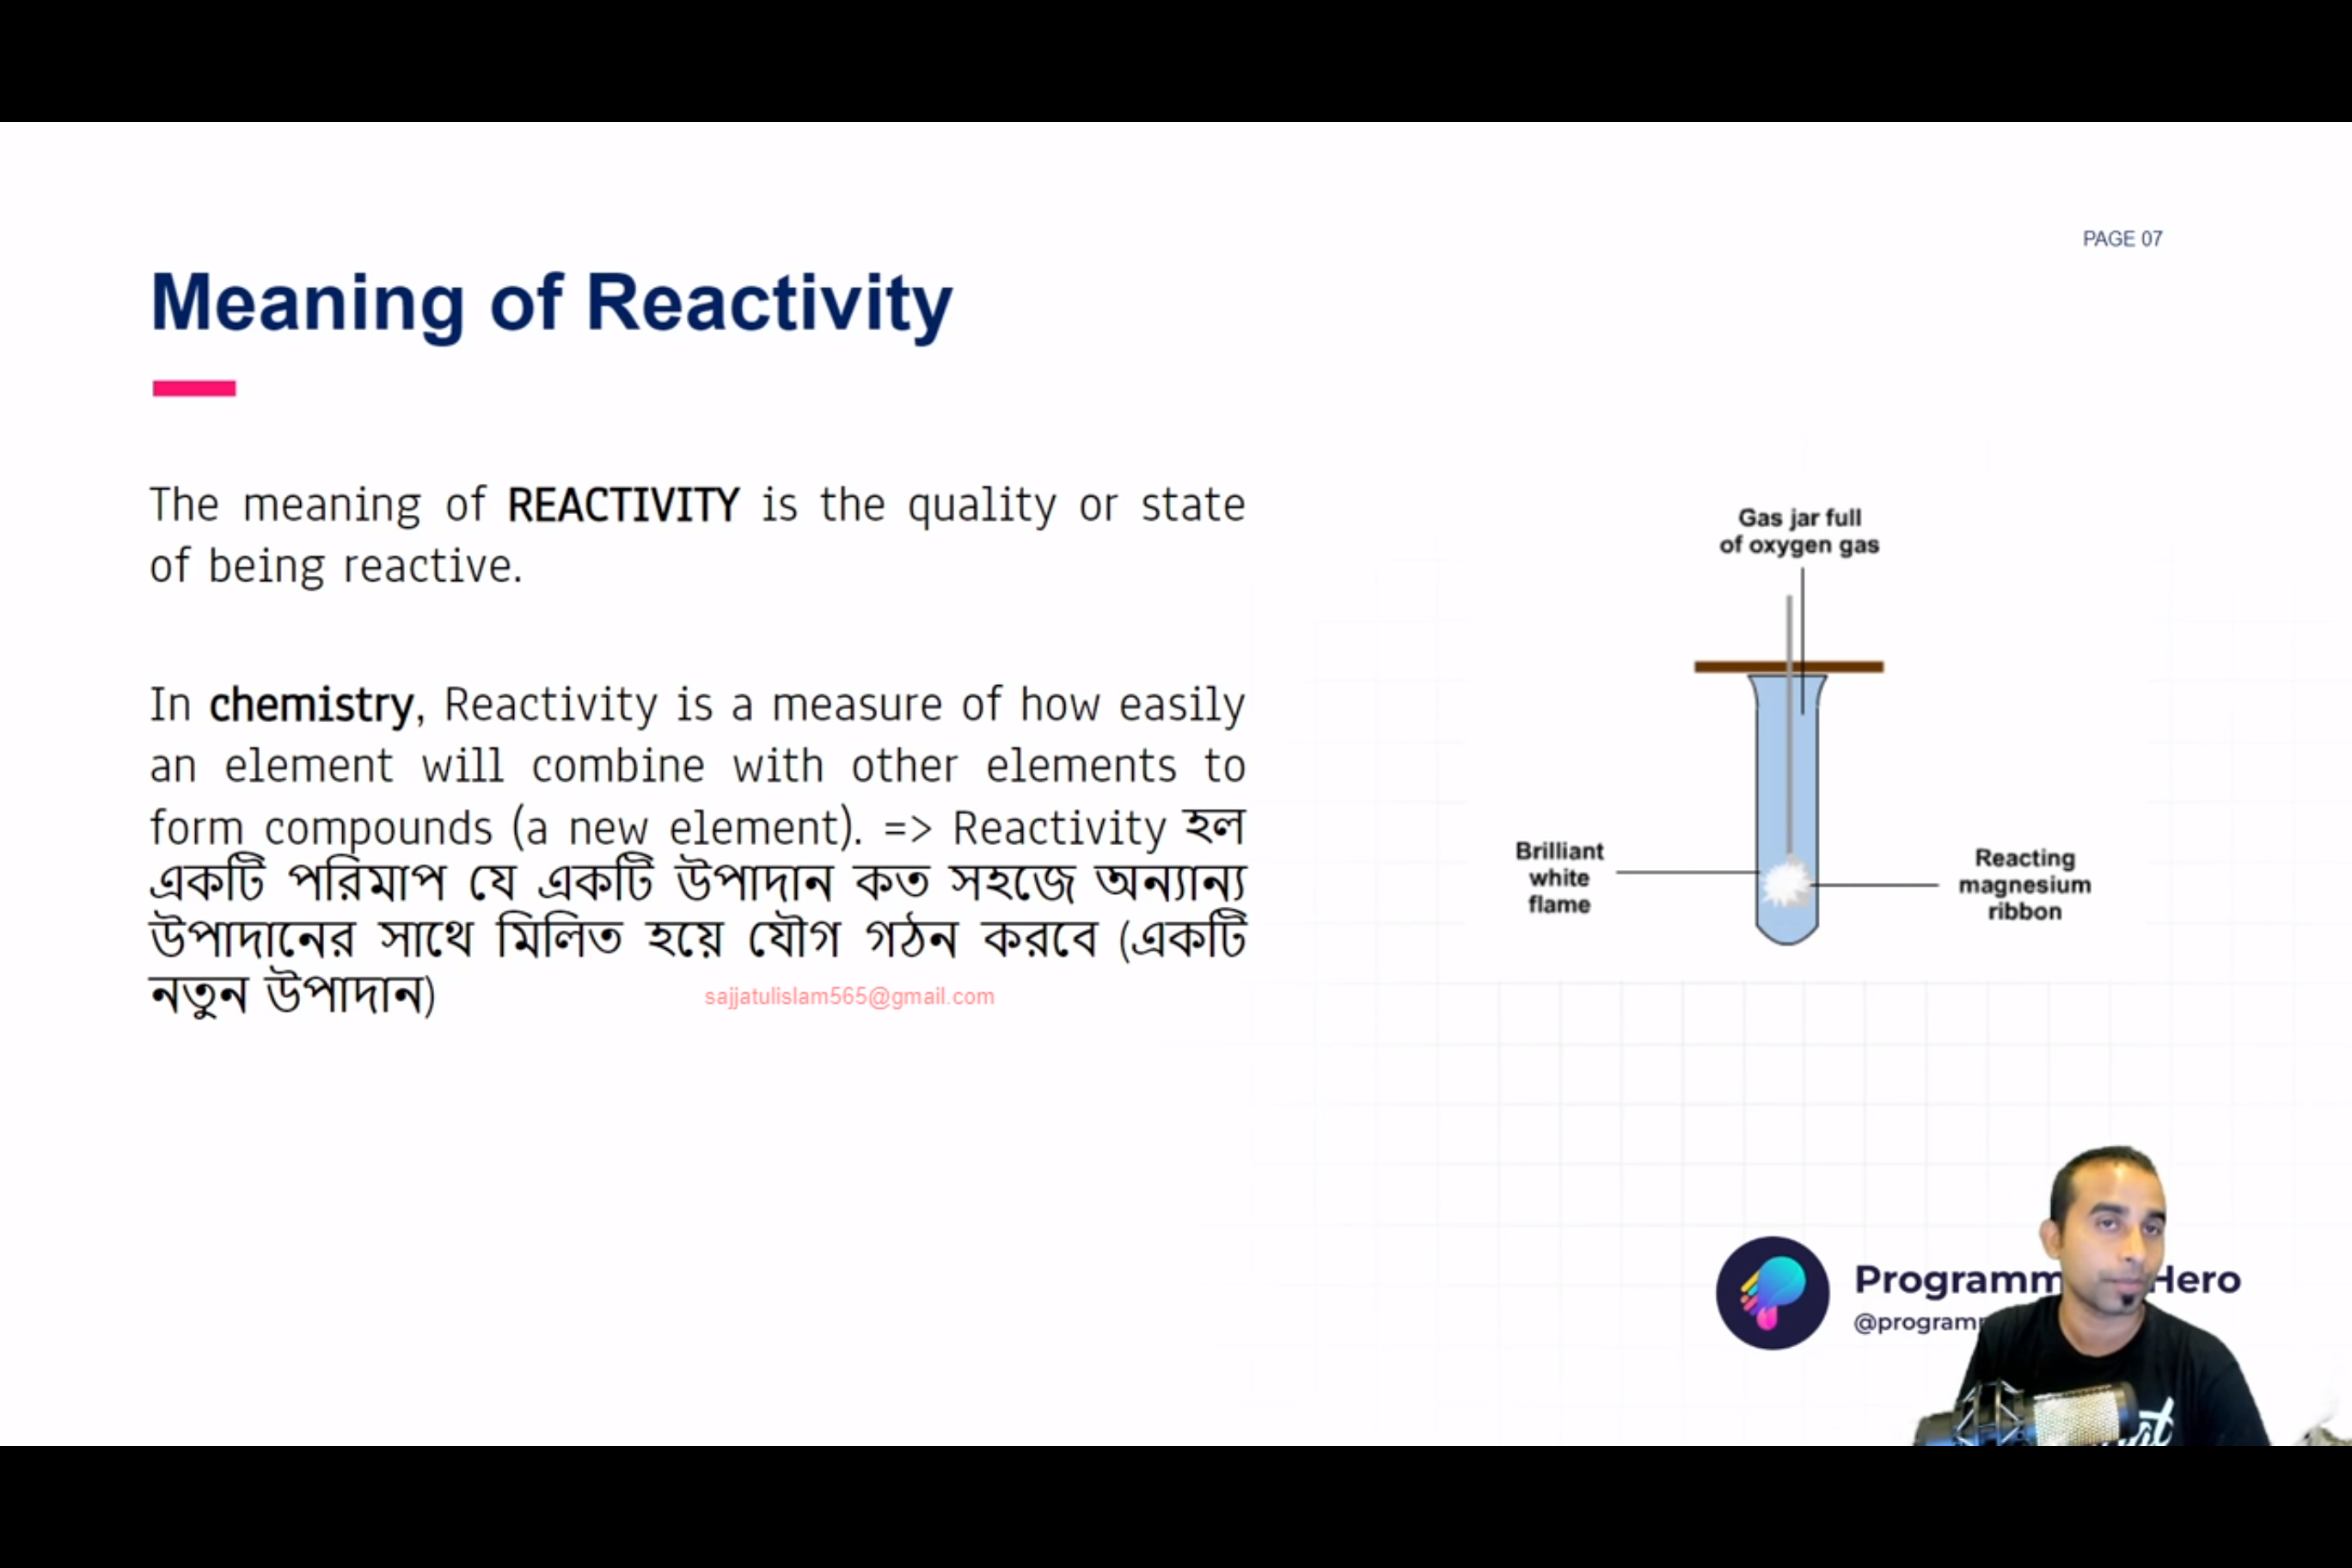 PAGE 07
Meaning of Reactivity
The meaning of REACTIVITY is the quality or state
of being reactive.
In chemistry, Reactivity is a measure of how easily
an element will combine with other elements to
form compounds (a new element). => Reactivity হল
একটি পরিমাপ যে একটি উপাদান কত সহজে অন্যান্য
উপাদানের সাথে মিলিত হয়ে যৌগ গঠন করবে (একটি
নতুন উপাদান)
sajjatulislam565@gmail.com
Gas jar full
of oxygen gas
Brilliant
white
flame
Reacting
magnesium
ribbon
Programm Hero
@program